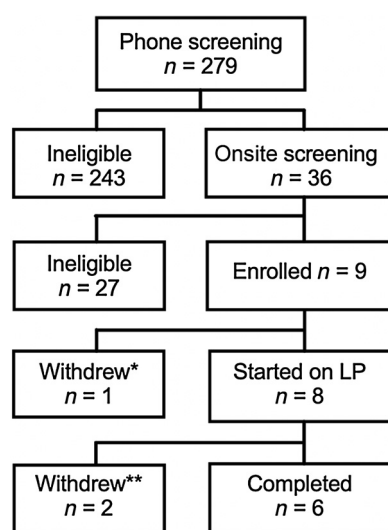 Phone screening
n = 279
Ineligible
n = 243
Onsite screening
n = 36
Ineligible
n = 27
Enrolled n = 9
Withdrew*
n = 1
Started on LP
n = 8
Withdrew**
n = 2
Completed
n = 6